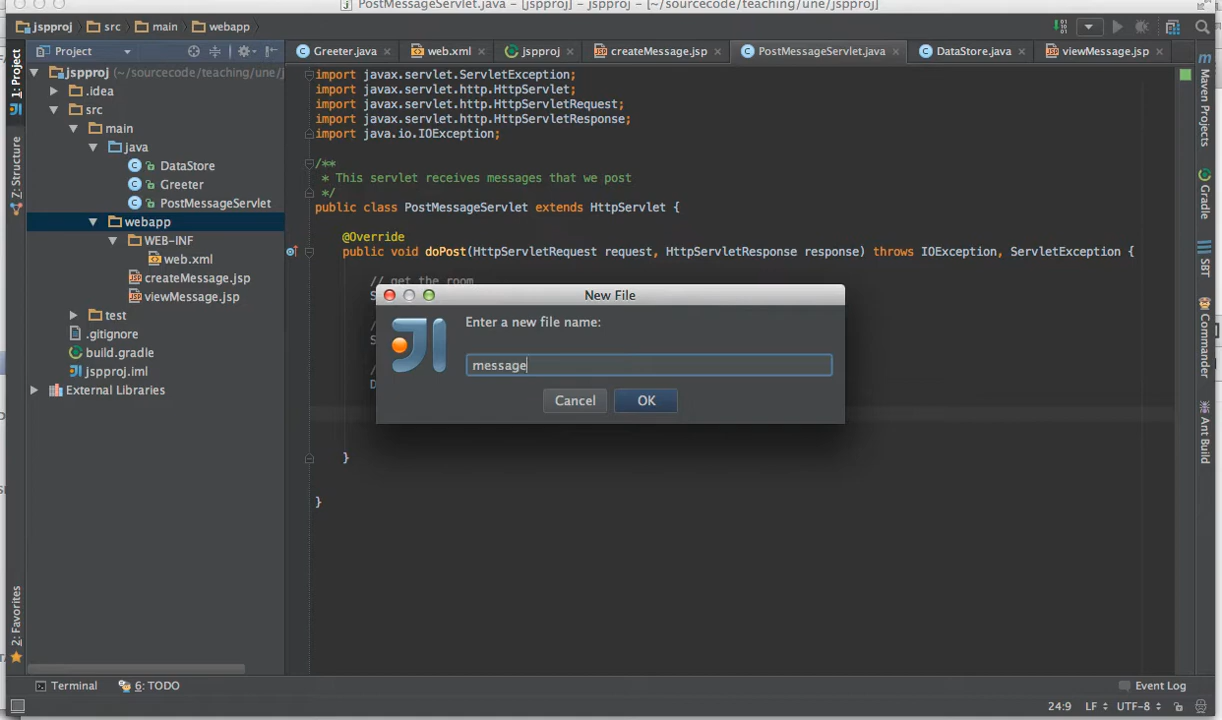 PostMessageServlet.java - [jspproj] - jspproj - [~/sourcecode/teaching/une/jspproj]
jspproj src main webapp
Project
Greeter.java web.xml jspproj createMessage.jsp PostMessageServlet.java DataStore.java viewMessage.jsp
1: Project
7: Structure
2: Favorites
jspproj (~/sourcecode/teaching/une/j
.idea
src
main
java
DataStore
Greeter
PostMessageServlet
webapp
WEB-INF
web.xml
createMessage.jsp
viewMessage.jsp
test
.gitignore
build.gradle
jspproj.iml
External Libraries
import javax.servlet.ServletException;
import javax.servlet.http.HttpServlet;
import javax.servlet.http.HttpServletRequest;
import javax.servlet.http.HttpServletResponse;
import java.io.IOException;
/**
* This servlet receives messages that we post
*/
public class PostMessageServlet extends HttpServlet {
@Override
public void doPost(HttpServletRequest request, HttpServletResponse response) throws IOException, ServletException {
// get the room
S
/
S
/
D
}
}
New File
Enter a new file name:
message
Cancel OK
Maven Projects
Gradle
SBT
Commander
Ant Build
Terminal 6: TODO Event Log
24:9 LF UTF-8